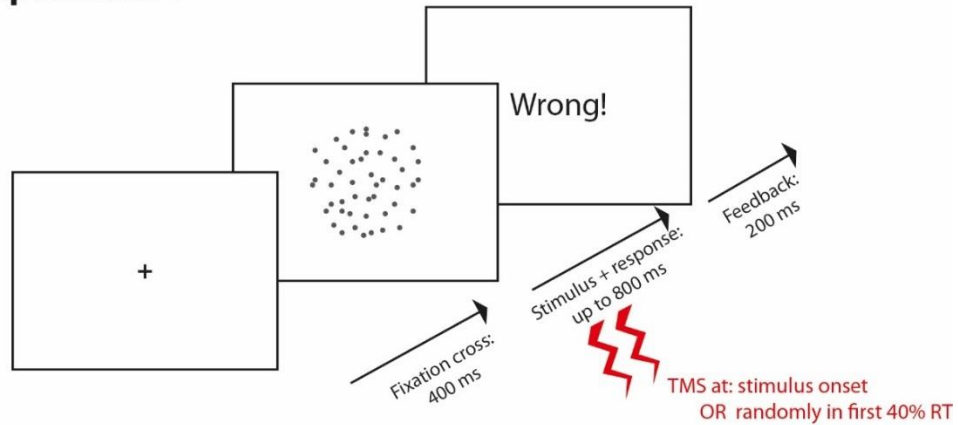 +
Wrong!
Fixation cross:
400 ms
Stimulus + response:
up to 800 ms
Feedback:
200 ms
TMS at: stimulus onset
OR randomly in first 40% RT